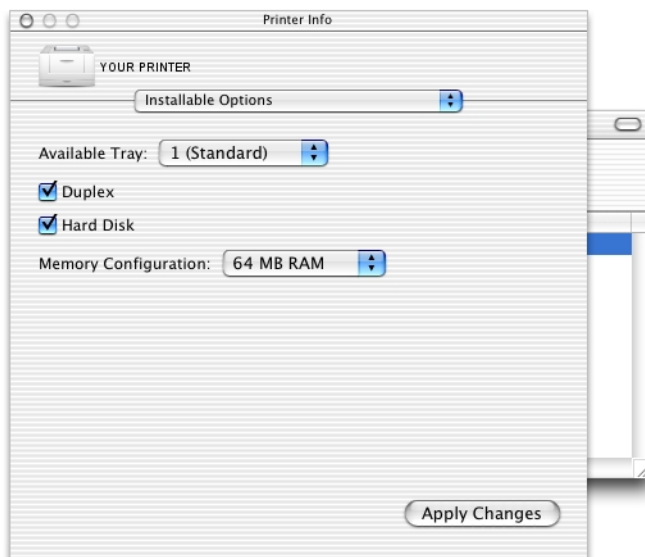 Printer Info
YOUR PRINTER
Installable Options
Available Tray: 1 (Standard)
Duplex
Hard Disk
Memory Configuration: 64 MB RAM
Apply Changes